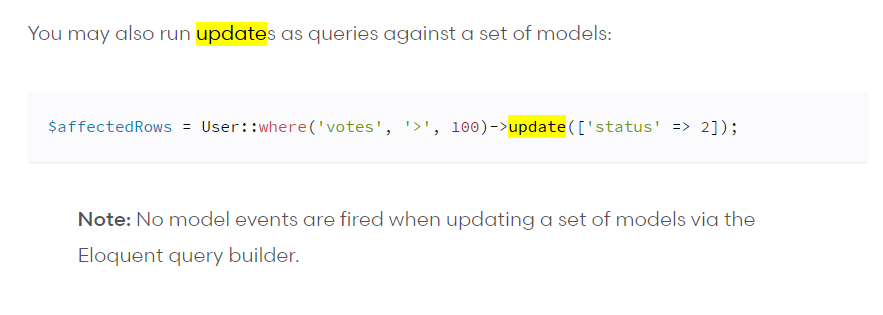 You may also run updates as queries against a set of models:
$affectedRows = User::where('votes', '>', 100)->update(['status' => 2]);
Note: No model events are fired when updating a set of models via the
Eloquent query builder.